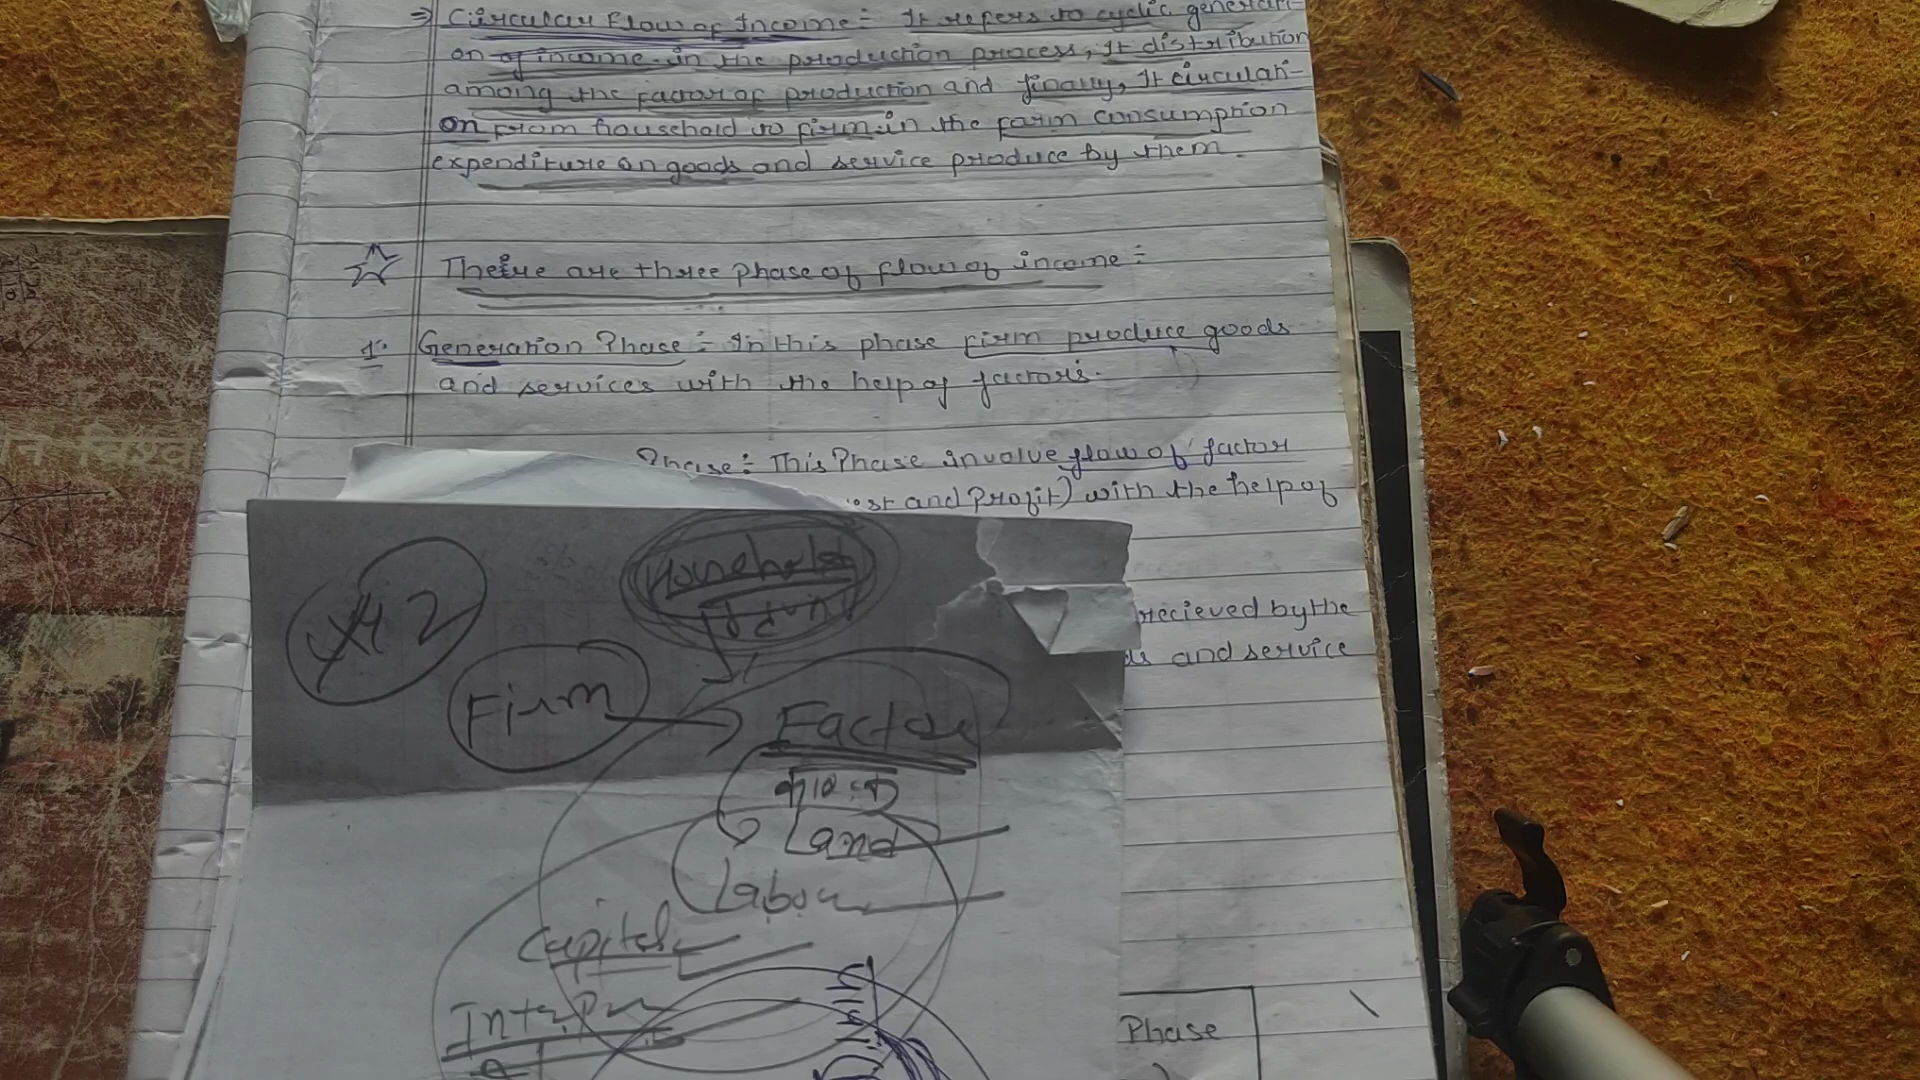 ⇒ Circular Flow of Income:- It refers to cyclic generati-
on of income in the production process, It distribution
among the factor of production and finally, It circulati-
on from household to firm in the farm consumption
expenditure on goods and service produce by them.
There are three phase of flow of income:-
1. Generation Phase:- In this phase firm produce goods
and services with the help of factors.
Phase:- This Phase involve flow of factor
est and Profit) with the help of
recieved by the
ds and service
Household
2
Firm
Factor
Land
Labour
Capital
Phase